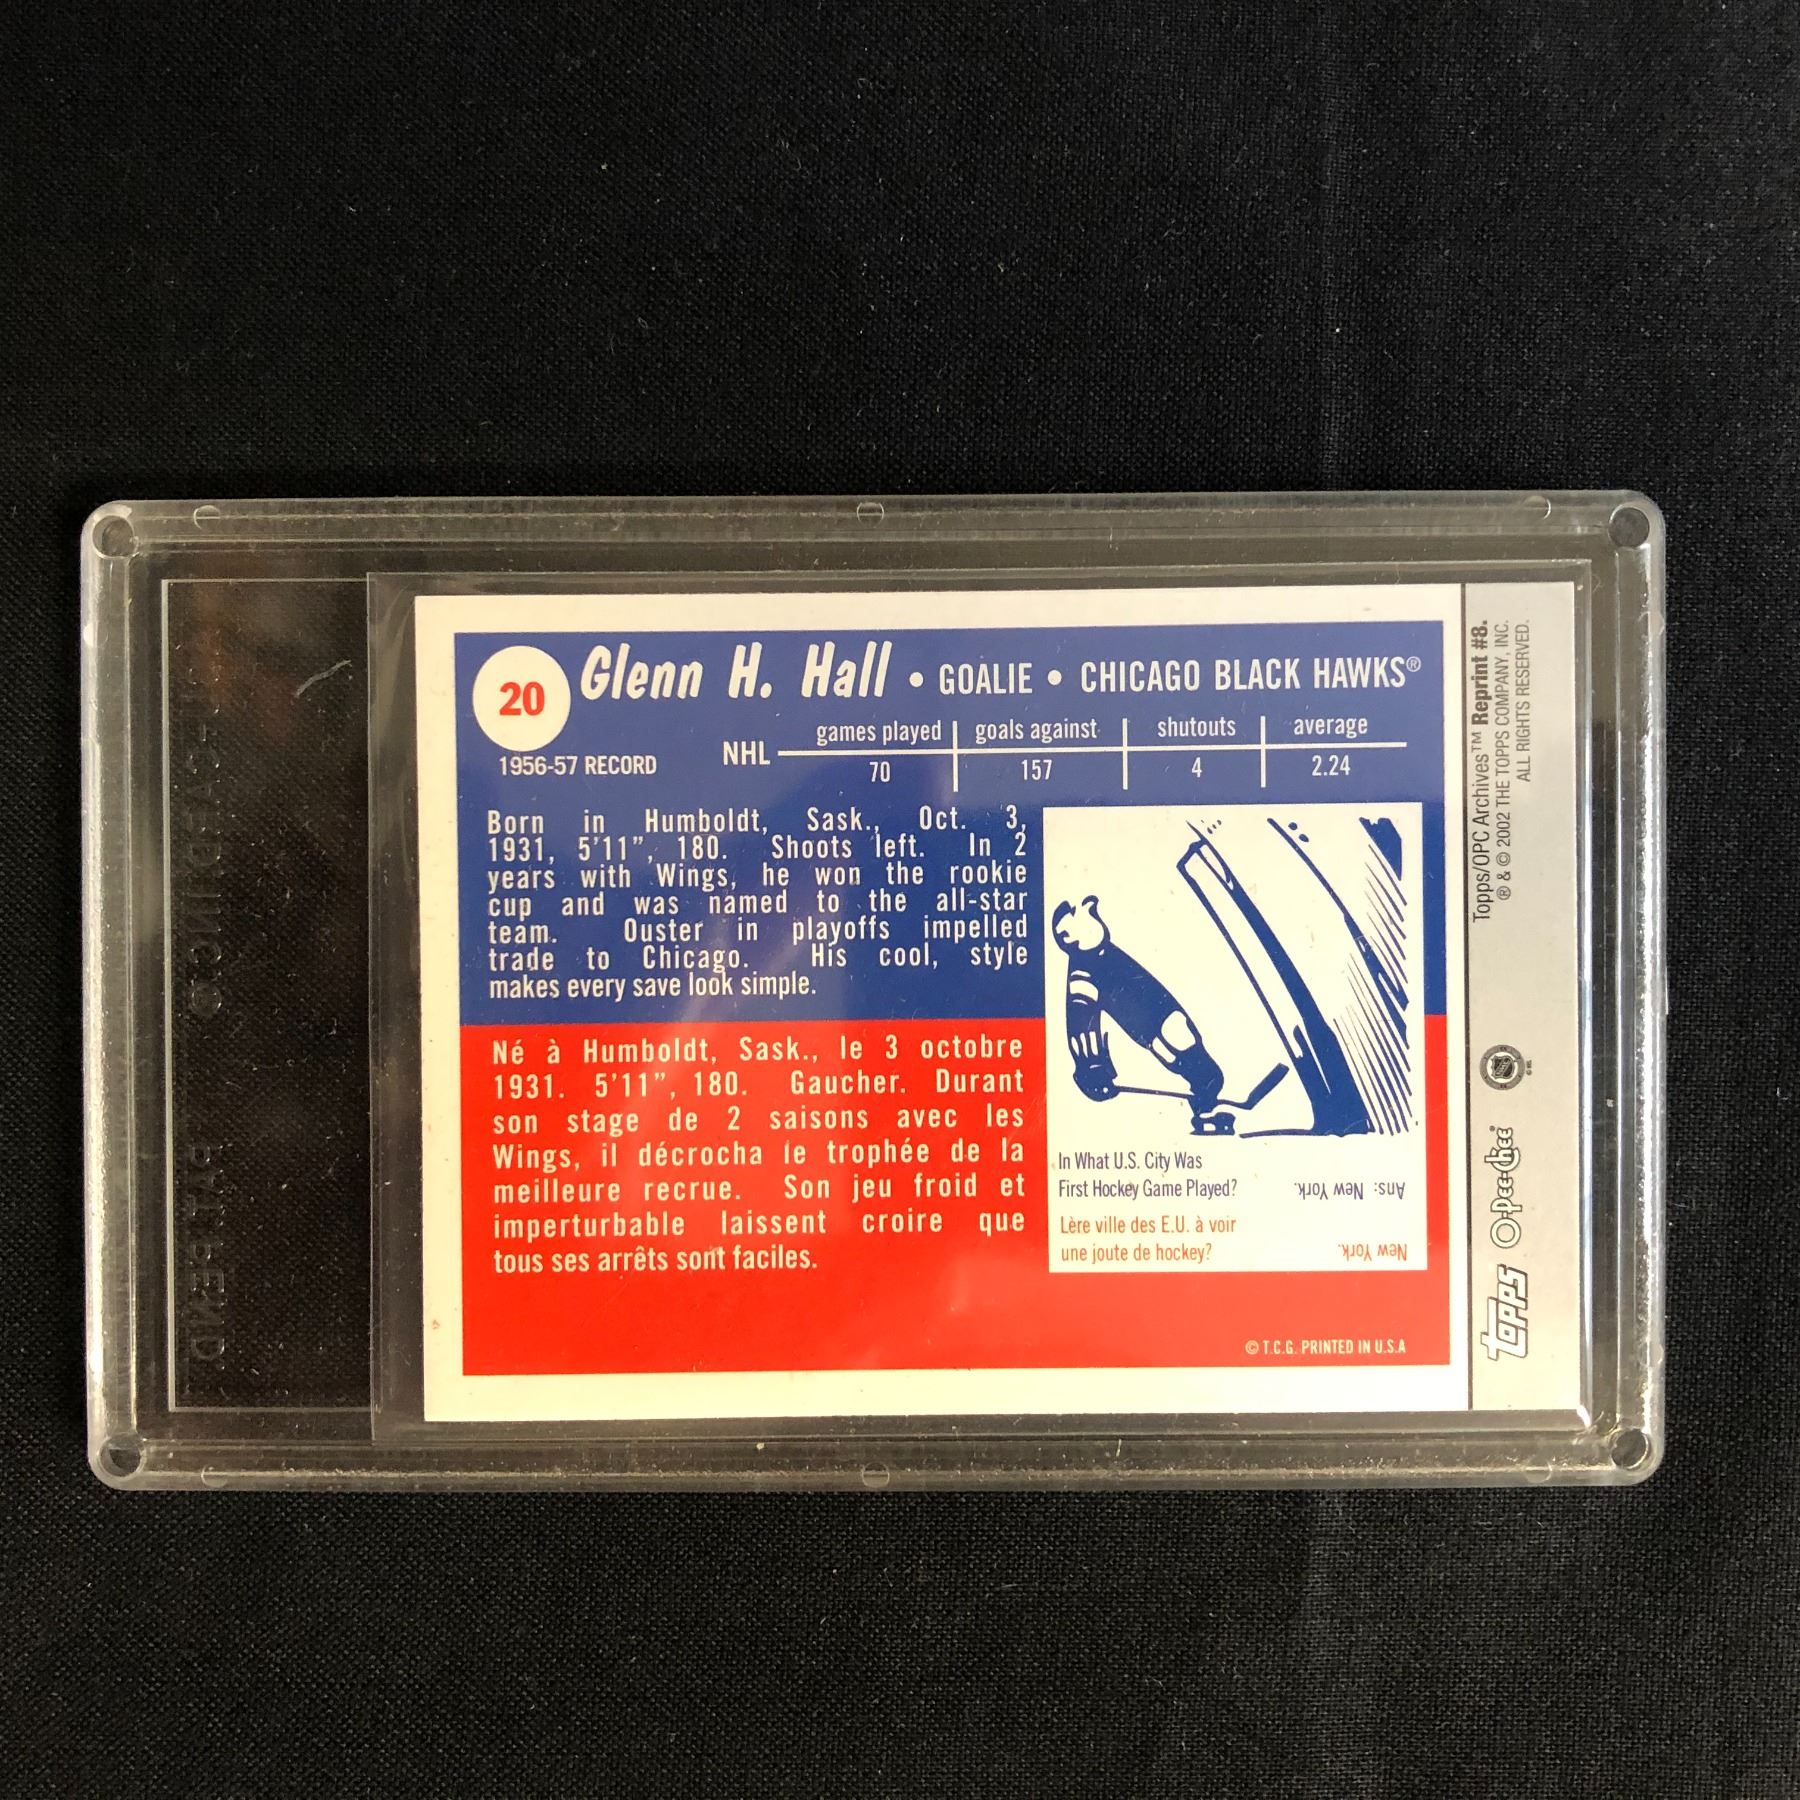 20 Glenn H. Hall • GOALIE • CHICAGO BLACK HAWKS®
games played goals against shutouts average
1956-57 RECORD NHL 70 157 4 2.24
Born in Humboldt, Sask., Oct. 3,
1931, 5'11", 180. Shoots left. In 2
years with Wings, he won the rookie
cup and was named to the all-star
team. Ouster in playoffs impelled
trade to Chicago. His cool, style
makes every save look simple.
Né à Humboldt, Sask., le 3 octobre
1931. 5'11", 180. Gaucher. Durant
son stage de 2 saisons avec les
Wings, il décrocha le trophée de la
meilleure recrue. Son jeu froid et
imperturbable laissent croire que
tous ses arrêts sont faciles.
In What U.S. City Was
First Hockey Game Played?
Ans: New York.
Lère ville des E.U. à voir
une joute de hockey?
New York.
© T.C.G. PRINTED IN U.S.A
Topps/OPC Archives™ Reprint #8.
® & © 2002 THE TOPPS COMPANY, INC.
ALL RIGHTS RESERVED.
NHL
O-Pee-Chee®
Topps
PAT. PEND.